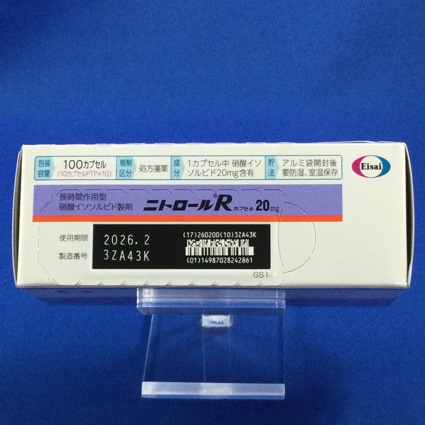 包装容量 100カプセル (10カプセルPTP×10) 規制区分 処方箋薬 成分 1カプセル中 硝酸イソソルビド20mg含有 貯法 アルミ袋開封後要防湿、室温保存 Eisai
長時間作用型
硝酸イソソルビド製剤 ニトロールRカプセル 20mg
使用期限 2026.2
製造番号 3ZA43K
(17)260200(10)3ZA43K
(01)14987028242861
GS1